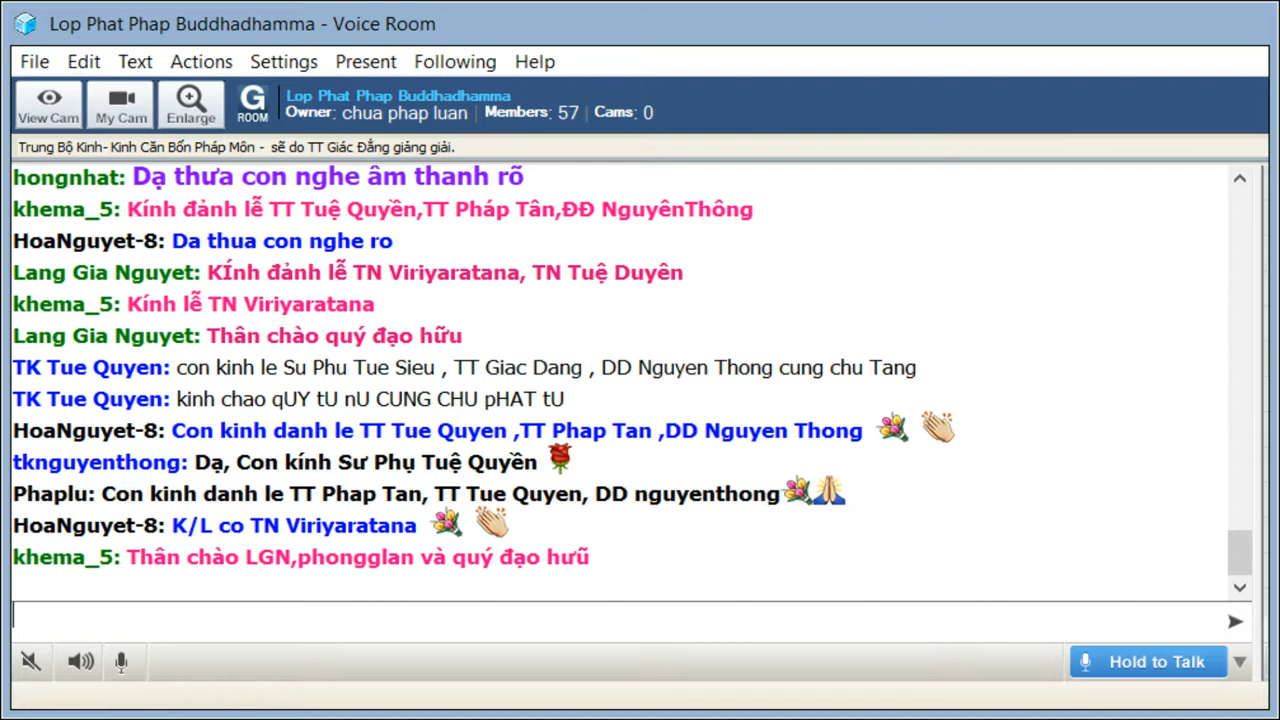 Lop Phat Phap Buddhadhamma - Voice Room
File Edit Text Actions Settings Present Following Help
View Cam My Cam Enlarge G ROOM
Lop Phat Phap Buddhadhamma
Owner: chua phap luan | Members: 57 | Cams: 0
Trung Bộ Kinh- Kinh Căn Bổn Pháp Môn - sẽ do TT Giác Đẳng giảng giải.
hongnhat: Dạ thưa con nghe âm thanh rõ
khema_5: Kính đảnh lễ TT Tuệ Quyền,TT Pháp Tân,ĐĐ NguyênThông
HoaNguyet-8: Da thua con nghe ro
Lang Gia Nguyet: KÍnh đảnh lễ TN Viriyaratana, TN Tuệ Duyên
khema_5: Kính lễ TN Viriyaratana
Lang Gia Nguyet: Thân chào quý đạo hữu
TK Tue Quyen: con kinh le Su Phu Tue Sieu , TT Giac Dang , DD Nguyen Thong cung chu Tang
TK Tue Quyen: kinh chao qUY tU nU CUNG CHU pHAT tU
HoaNguyet-8: Con kinh danh le TT Tue Quyen ,TT Phap Tan ,DD Nguyen Thong
tknguyenthong: Dạ, Con kính Sư Phụ Tuệ Quyền
Phaplu: Con kinh danh le TT Phap Tan, TT Tue Quyen, DD nguyenthong
HoaNguyet-8: K/L co TN Viriyaratana
khema_5: Thân chào LGN,phongglan và quý đạo hưũ
Hold to Talk